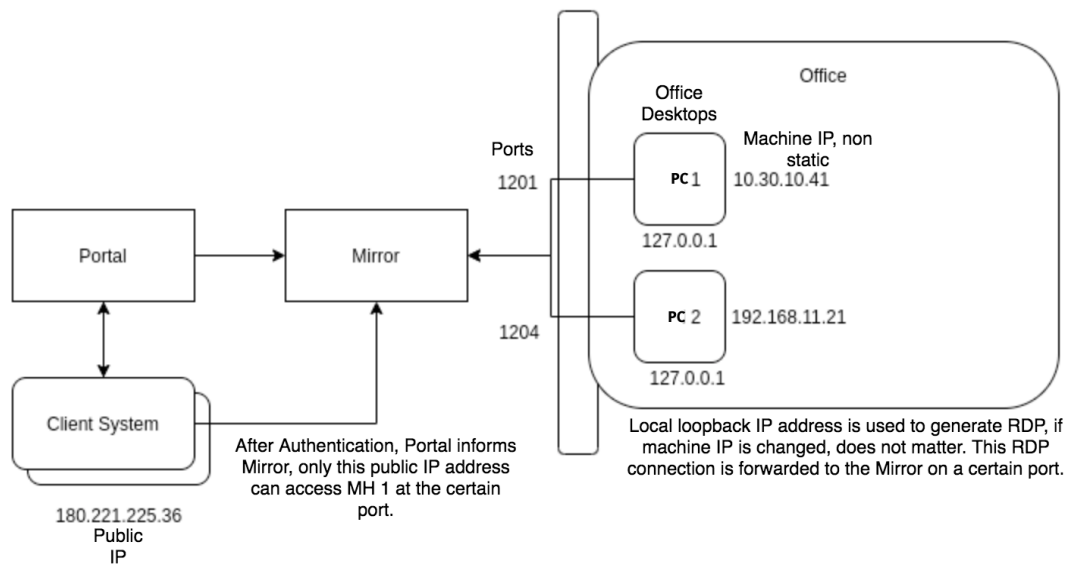 Office
Office
Desktops
Ports
Machine IP, non
static
1201
PC 1
10.30.10.41
127.0.0.1
Portal
Mirror
1204
PC 2
192.168.11.21
127.0.0.1
Client System
After Authentication, Portal informs
Mirror, only this public IP address
can access MH 1 at the certain
port.
Local loopback IP address is used to generate RDP, if
machine IP is changed, does not matter. This RDP
connection is forwarded to the Mirror on a certain port.
180.221.225.36
Public
IP